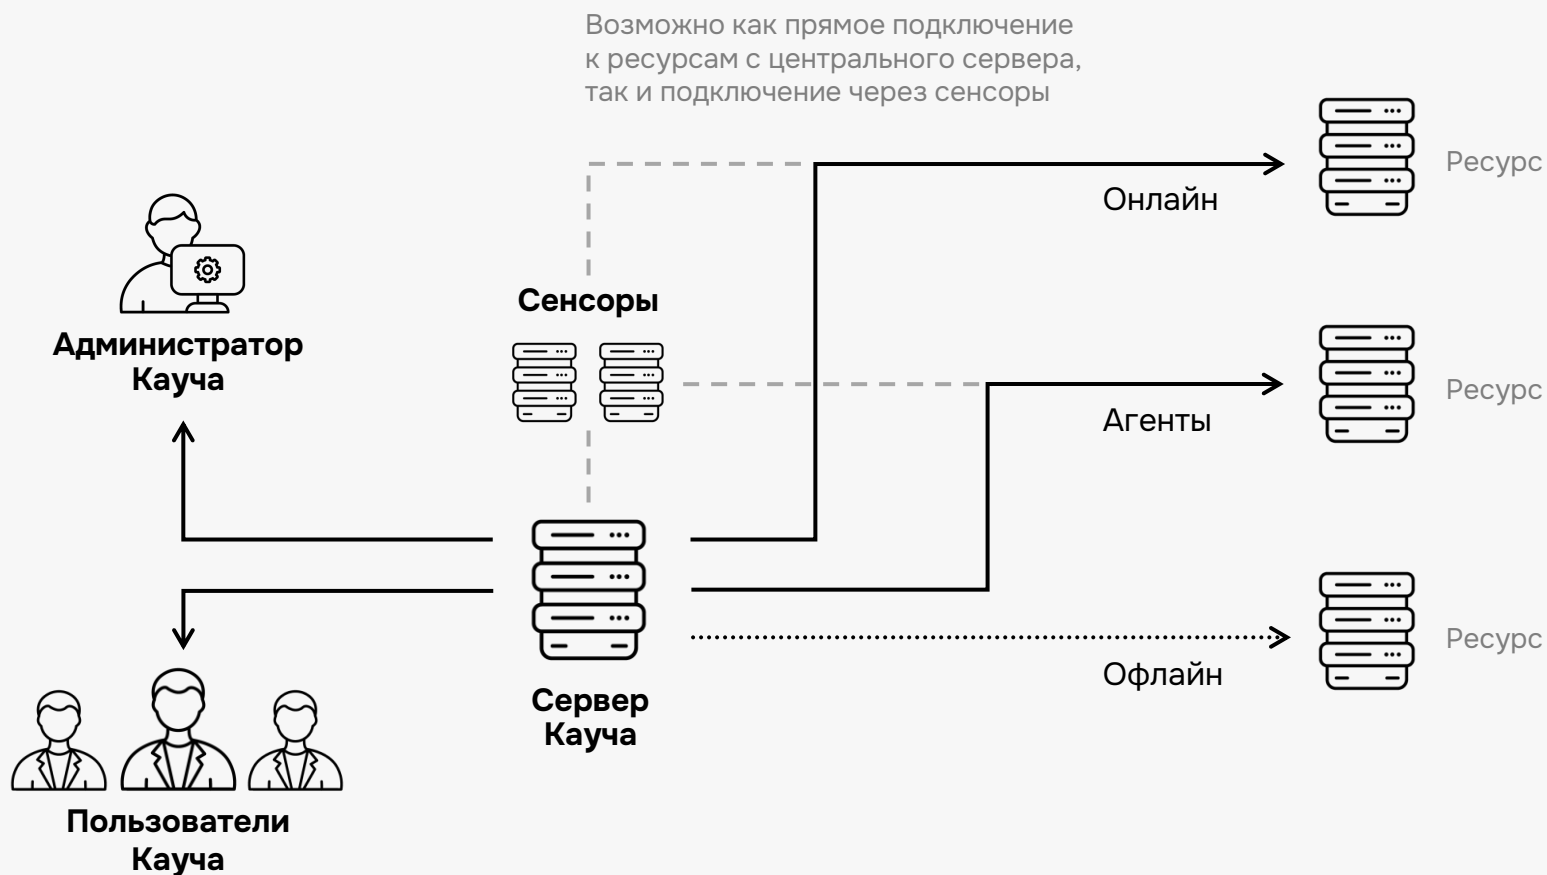 Возможно как прямое подключение
к ресурсам с центрального сервера,
так и подключение через сенсоры
Ресурс
Онлайн
Сенсоры
Администратор
Кауча
Ресурс
Агенты
Ресурс
Офлайн
Сервер
Кауча
Пользователи
Кауча